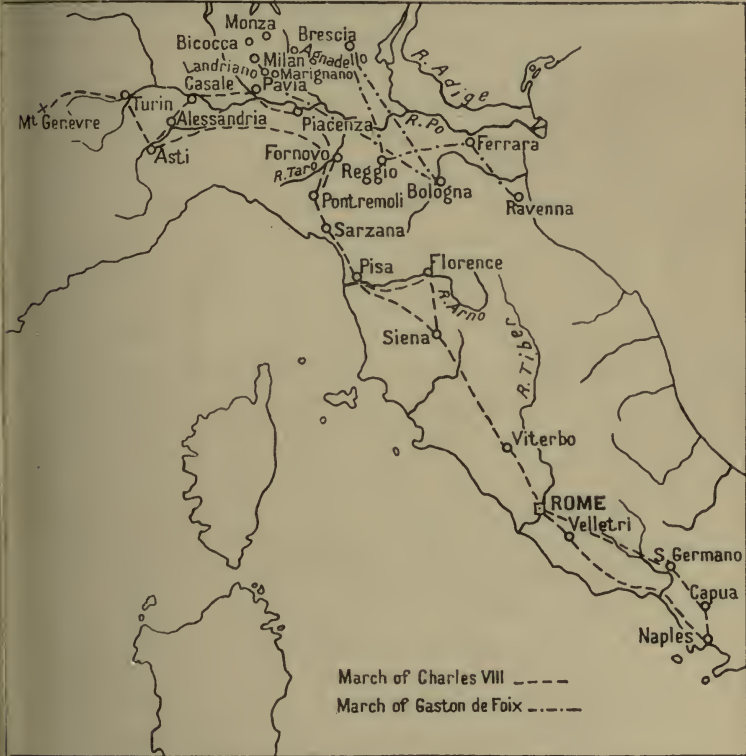 Monza
Brescia
Bicocca
Agnadello
Milan
R. Adige
Landriano
Marignano
Casale
Pavia
Turin
Mt Genèvre
Alessandria
Piacenza
R. Po
Ferrara
Asti
Fornovo
Reggio
R. Taro
Bologna
Pontremoli
Ravenna
Sarzana
Pisa
Florence
R. Arno
Siena
R. Tiber
Viterbo
ROME
Velletri
S. Germano
Capua
Naples
March of Charles VIII
March of Gaston de Foix